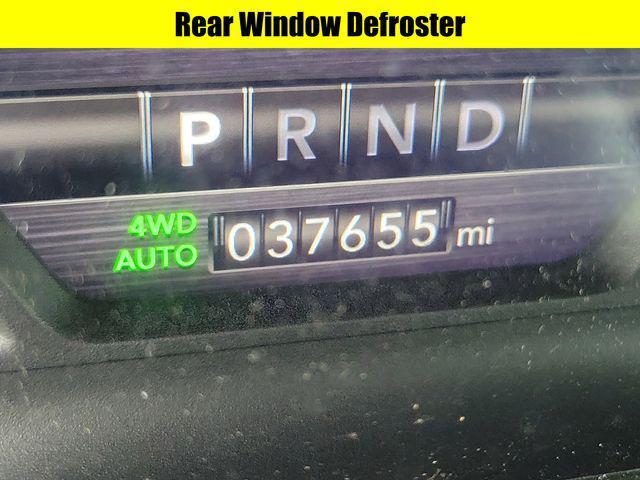 Rear Window Defroster
P R N D
4WD
AUTO
037655 mi